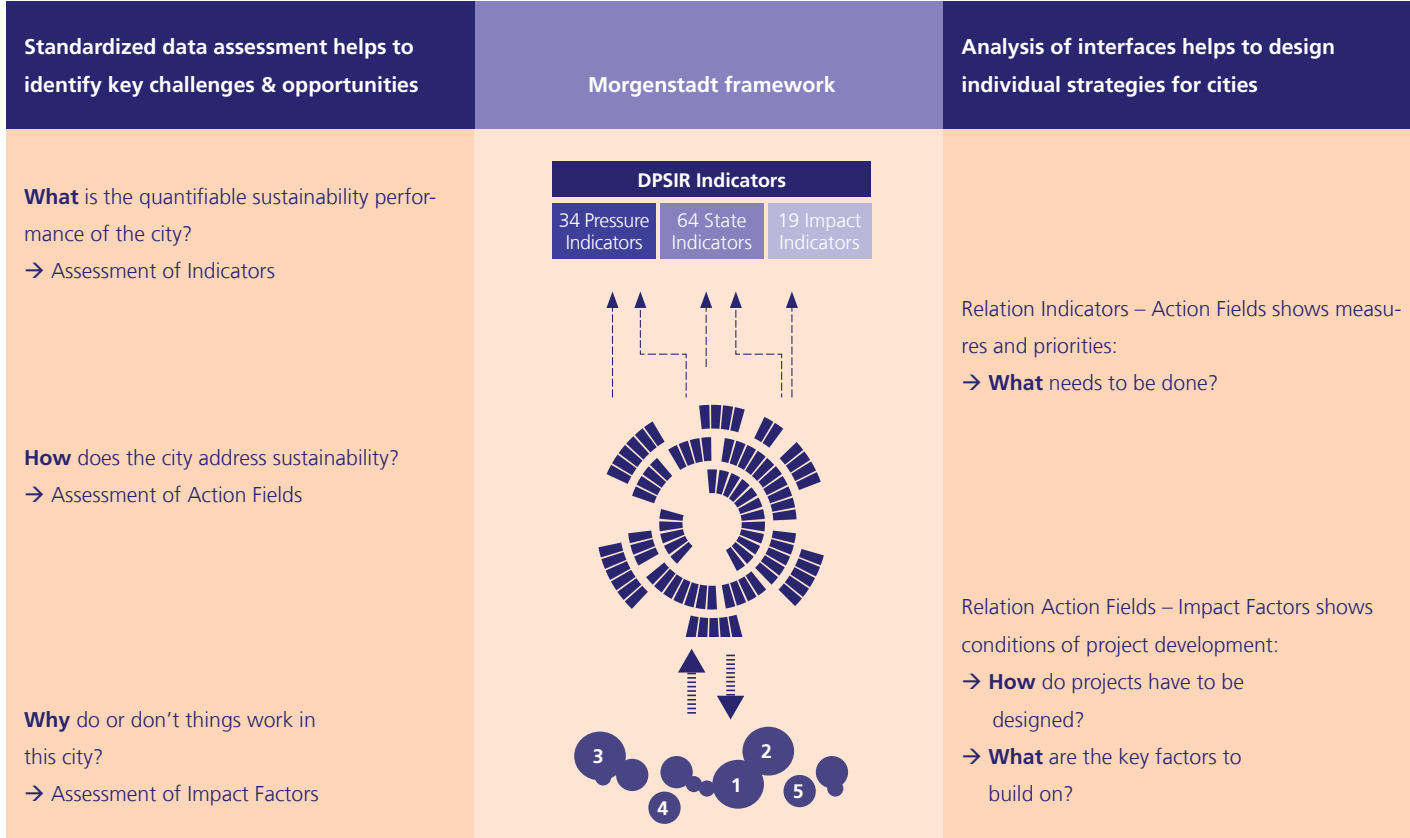 Standardized data assessment helps to
identify key challenges & opportunities
Morgenstadt framework
Analysis of interfaces helps to design
individual strategies for cities
What is the quantifiable sustainability perfor-
mance of the city?
→ Assessment of Indicators
How does the city address sustainability?
→ Assessment of Action Fields
Why do or don't things work in
this city?
→ Assessment of Impact Factors
DPSIR Indicators
34 Pressure
Indicators
64 State
Indicators
19 Impact
Indicators
3
2
1
5
4
Relation Indicators – Action Fields shows measu-
res and priorities:
→ What needs to be done?
Relation Action Fields – Impact Factors shows
conditions of project development:
→ How do projects have to be
designed?
→ What are the key factors to
build on?